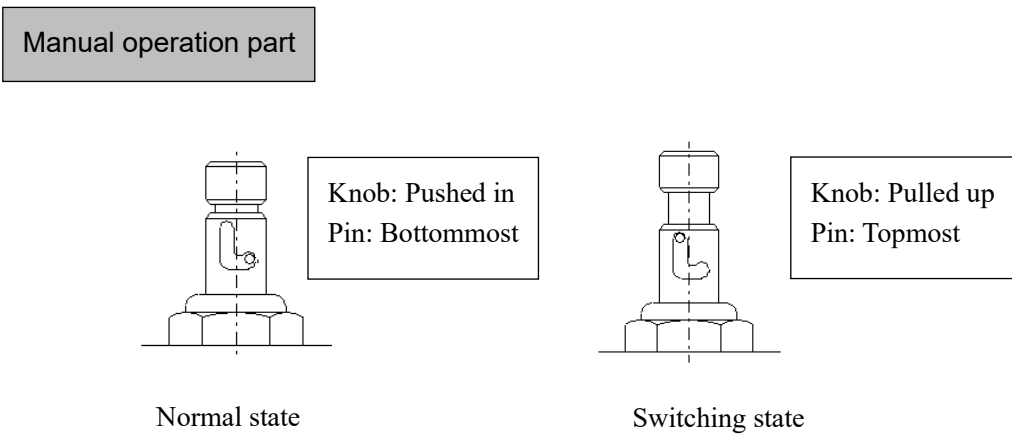 Manual operation part
Knob: Pushed in
Pin: Bottommost
Knob: Pulled up
Pin: Topmost
Normal state
Switching state